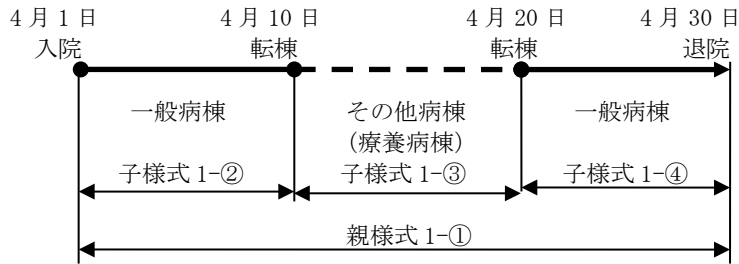 4月1日 4月10日 4月20日 4月30日
入院 転棟 転棟 退院
一般病棟 その他病棟 一般病棟
(療養病棟)
子様式 1-② 子様式 1-③ 子様式 1-④
親様式 1-①